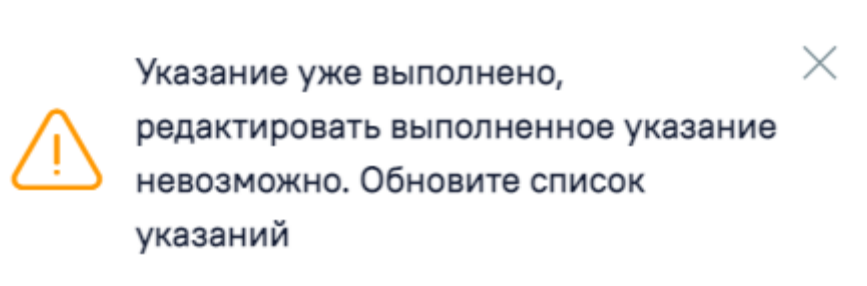 Указание уже выполнено,
редактировать выполненное указание
невозможно. Обновите список
указаний